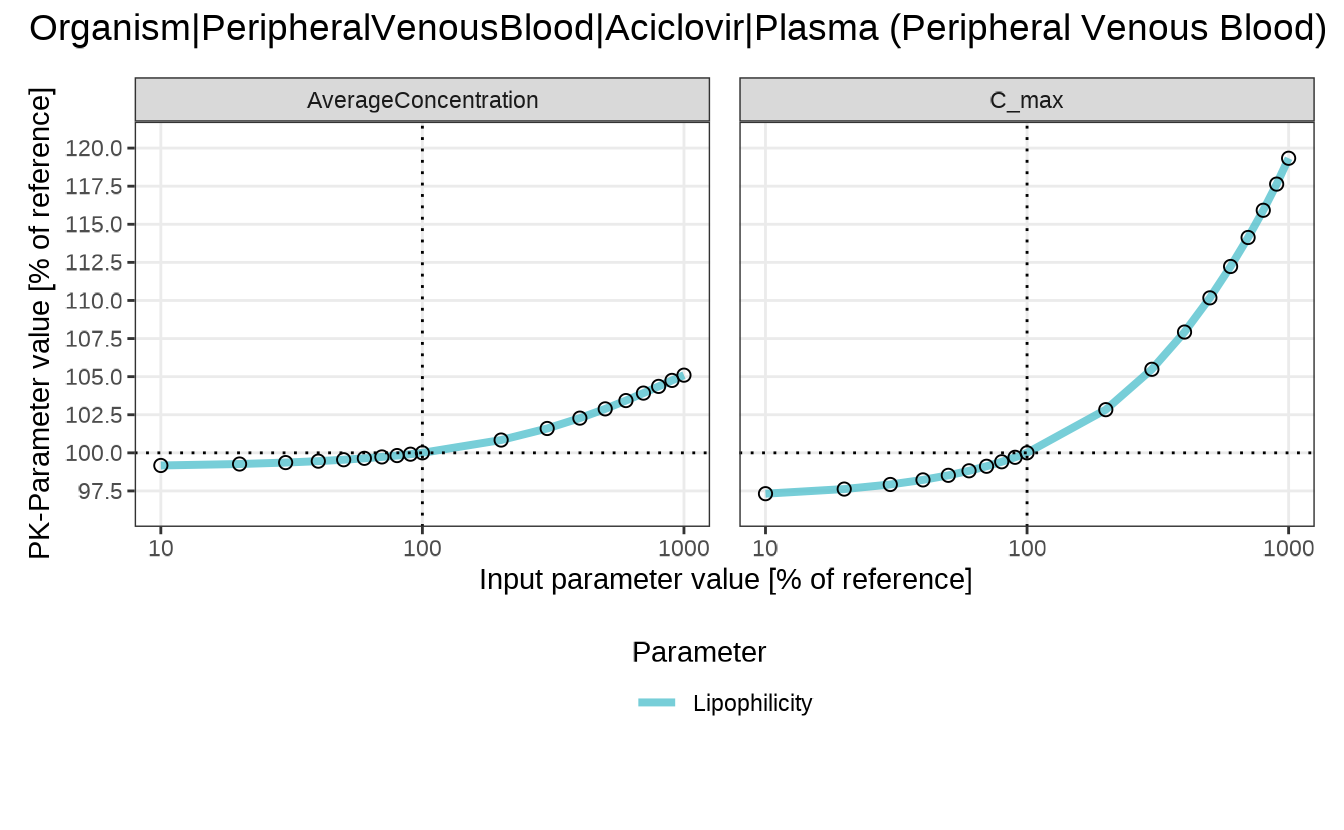 Organism|PeripheralVenousBlood|Aciclovir|Plasma (Peripheral Venous Blood)
AverageConcentration
C_max
PK-Parameter value [% of reference]
120.0
117.5
115.0
112.5
110.0
107.5
105.0
102.5
100.0
97.5
10
100
1000
10
100
1000
Input parameter value [% of reference]
Parameter
Lipophilicity